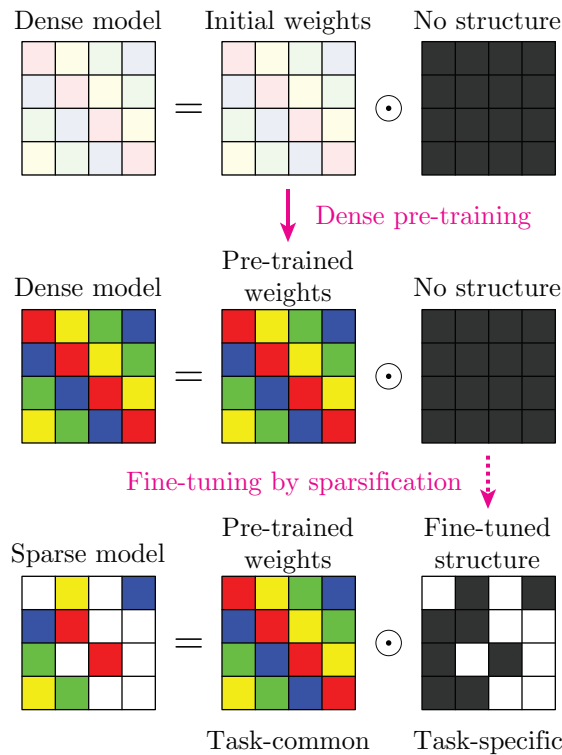 Dense model
Initial weights
No structure
=
⊙
Dense pre-training
Dense model
Pre-trained
weights
No structure
=
⊙
Fine-tuning by sparsification
Sparse model
Pre-trained
weights
Fine-tuned
structure
=
⊙
Task-common
Task-specific